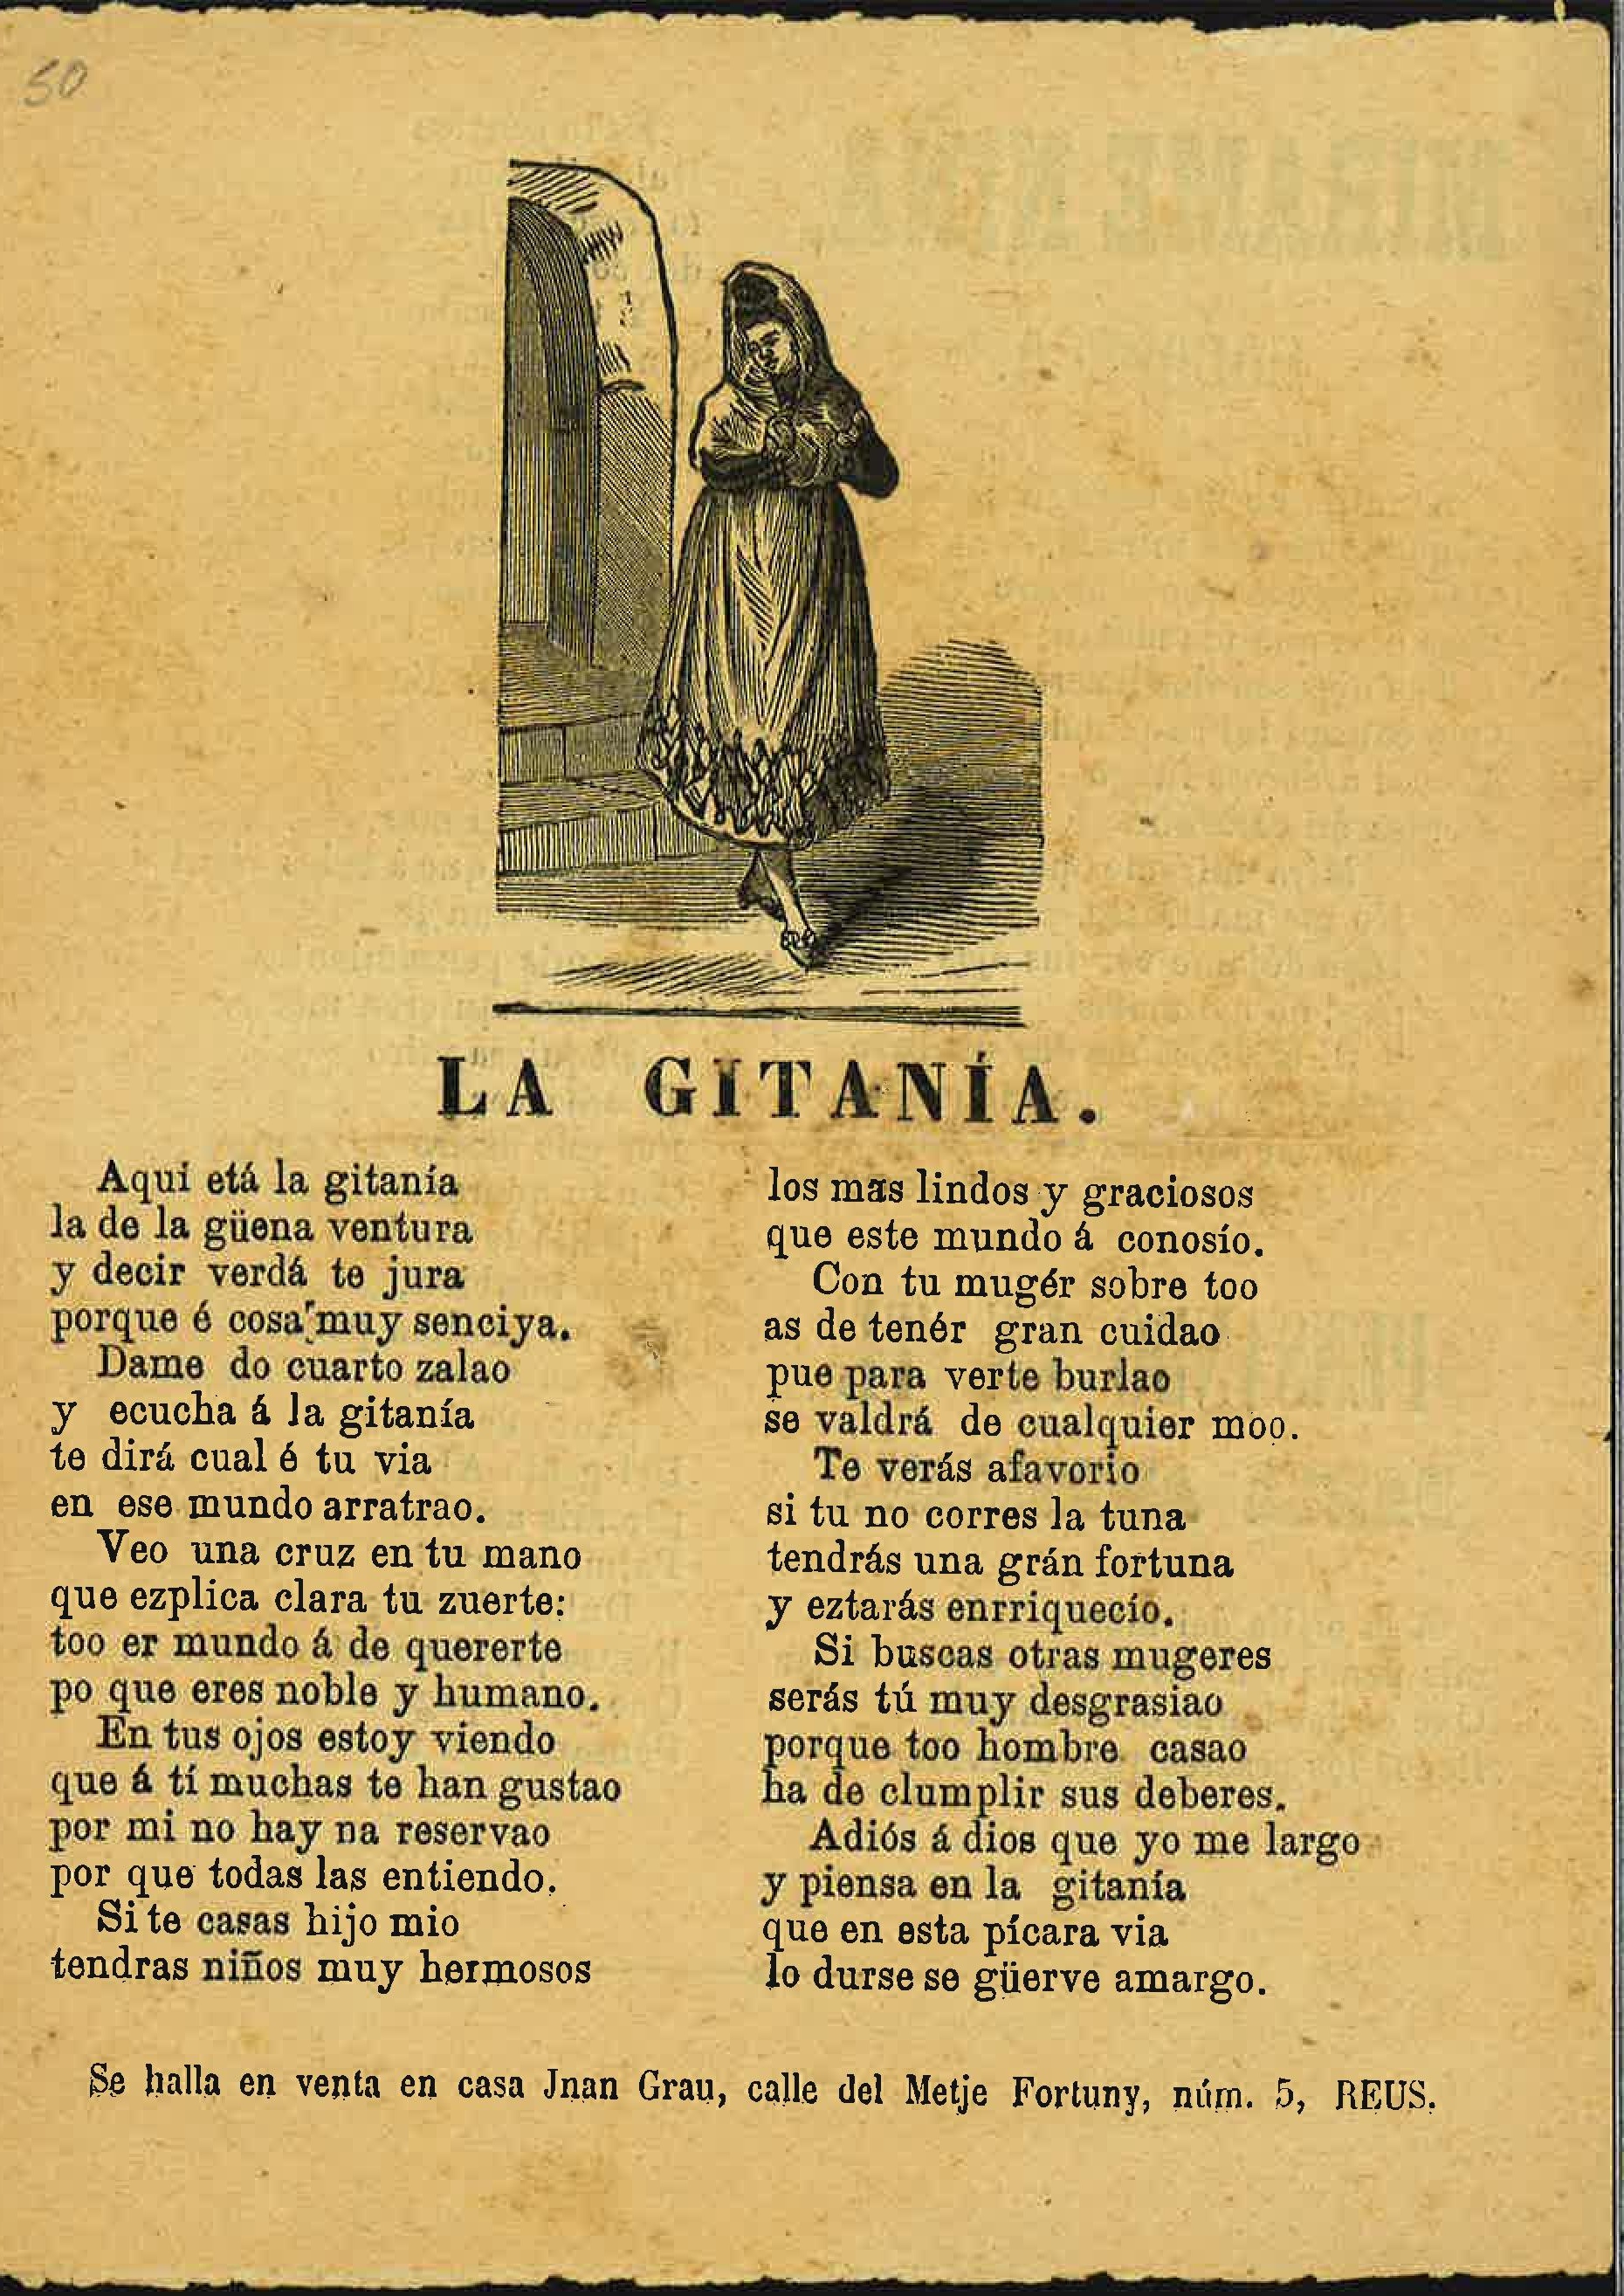 50
LA GITANÍA.
Aquí etá la gitanía
la de la güena ventura
y decir verdá te jura
porque é cosa muy senciya.
Dame do cuarto zalao
y ecucha á la gitanía
te dirá cual é tu via
en ese mundo arratrao.
Veo una cruz en tu mano
que ezplica clara tu zuerte:
too er mundo á de quererte
po que eres noble y humano.
En tus ojos estoy viendo
que á tí muchas te han gustao
por mi no hay na reservao
por que todas las entiendo.
Si te casas hijo mio
tendras niños muy hermosos
los mas lindos y graciosos
que este mundo á conosío.
Con tu mugér sobre too
as de tenér gran cuidao
pue para verte burlao
se valdrá de cualquier moo.
Te verás afavorio
si tu no corres la tuna
tendrás una grán fortuna
y eztarás enrriquecío.
Si buscas otras mugeres
serás tú muy desgrasiao
porque too hombre casao
ha de clumplir sus deberes.
Adiós á dios que yo me largo
y piensa en la gitanía
que en esta pícara via
lo durse se güerve amargo.
Se halla en venta en casa Jnan Grau, calle del Metje Fortuny, núm. 5, REUS.